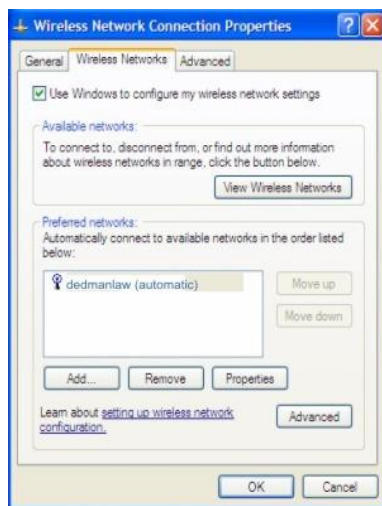 Wireless Network Connection Properties
General Wireless Networks Advanced
Use Windows to configure my wireless network settings
Available networks:
To connect to, disconnect from, or find out more information
about wireless networks in range, click the button below.
View Wireless Networks
Preferred networks:
Automatically connect to available networks in the order listed
below:
dedmanlaw (automatic)
Move up
Move down
Add... Remove Properties
Learn about setting up wireless network
configuration.
Advanced
OK Cancel